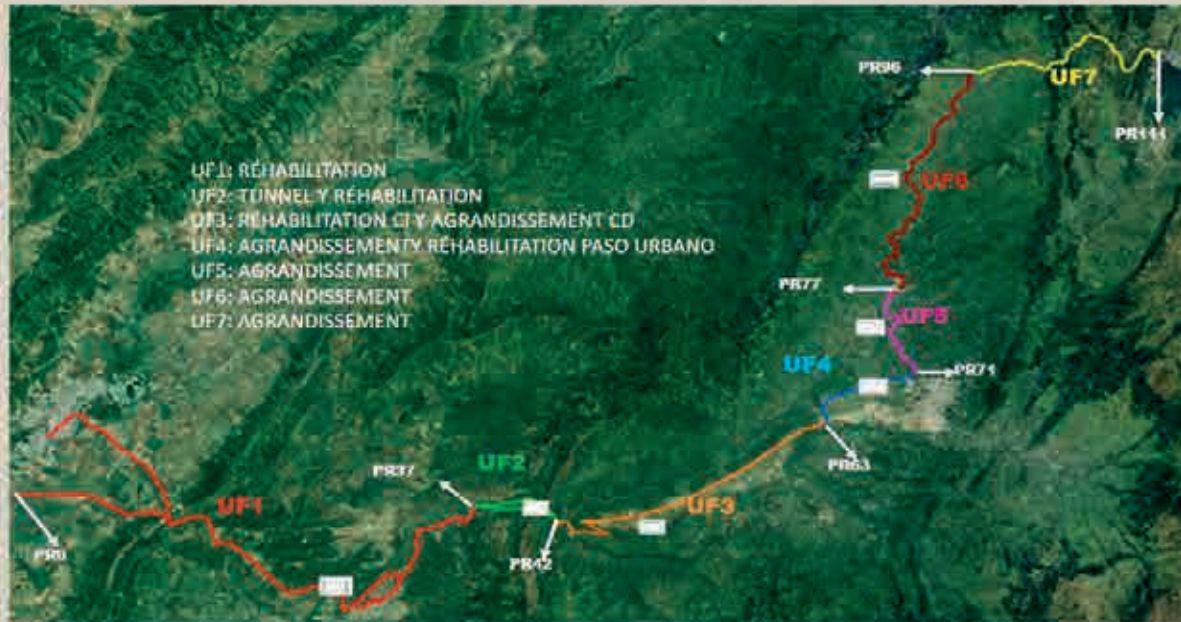 PR96
UF7
PR111
UF1: RÉHABILITATION
UF2: TUNNEL Y RÉHABILITATION
UF3: RÉHABILITATION CI Y AGRANDISSEMENT CD
UF4: AGRANDISSEMENTY RÉHABILITATION PASO URBANO
UF5: AGRANDISSEMENT
UF6: AGRANDISSEMENT
UF7: AGRANDISSEMENT
UF6
PR77
UF5
UF4
PR71
PR63
PR37
UF2
UF3
UF1
PR0
PR42